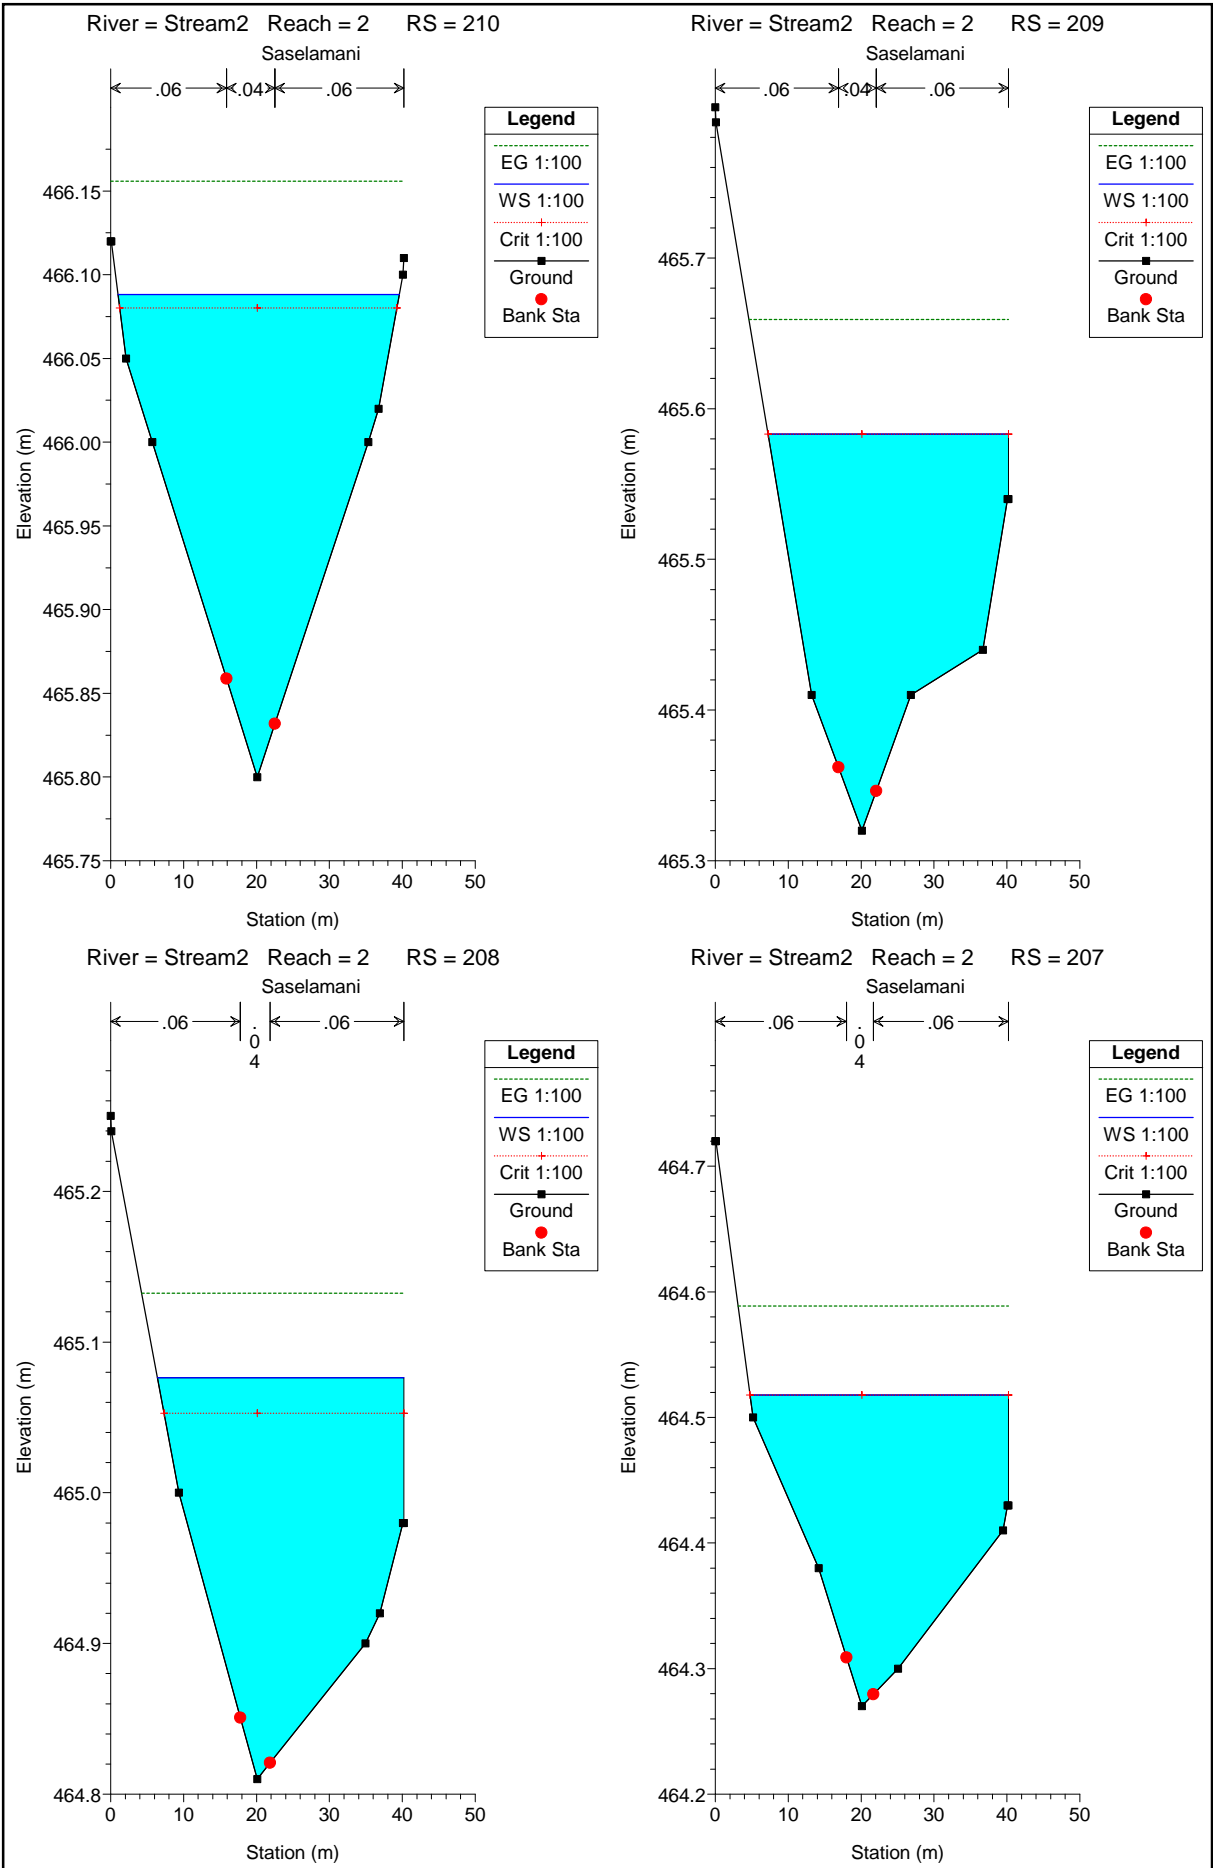 River = Stream2 Reach = 2 RS = 210
Saselamani
.06 .04 .06
Legend
EG 1:100
WS 1:100
Crit 1:100
Ground
Bank Sta
466.15
466.10
466.05
466.00
465.95
465.90
465.85
465.80
465.75
Elevation (m)
0 10 20 30 40 50
Station (m)
River = Stream2 Reach = 2 RS = 209
Saselamani
.06 .04 .06
Legend
EG 1:100
WS 1:100
Crit 1:100
Ground
Bank Sta
465.7
465.6
465.5
465.4
465.3
Elevation (m)
0 10 20 30 40 50
Station (m)
River = Stream2 Reach = 2 RS = 208
Saselamani
.06 .04 .06
Legend
EG 1:100
WS 1:100
Crit 1:100
Ground
Bank Sta
465.2
465.1
465.0
464.9
464.8
Elevation (m)
0 10 20 30 40 50
Station (m)
River = Stream2 Reach = 2 RS = 207
Saselamani
.06 .04 .06
Legend
EG 1:100
WS 1:100
Crit 1:100
Ground
Bank Sta
464.7
464.6
464.5
464.4
464.3
464.2
Elevation (m)
0 10 20 30 40 50
Station (m)